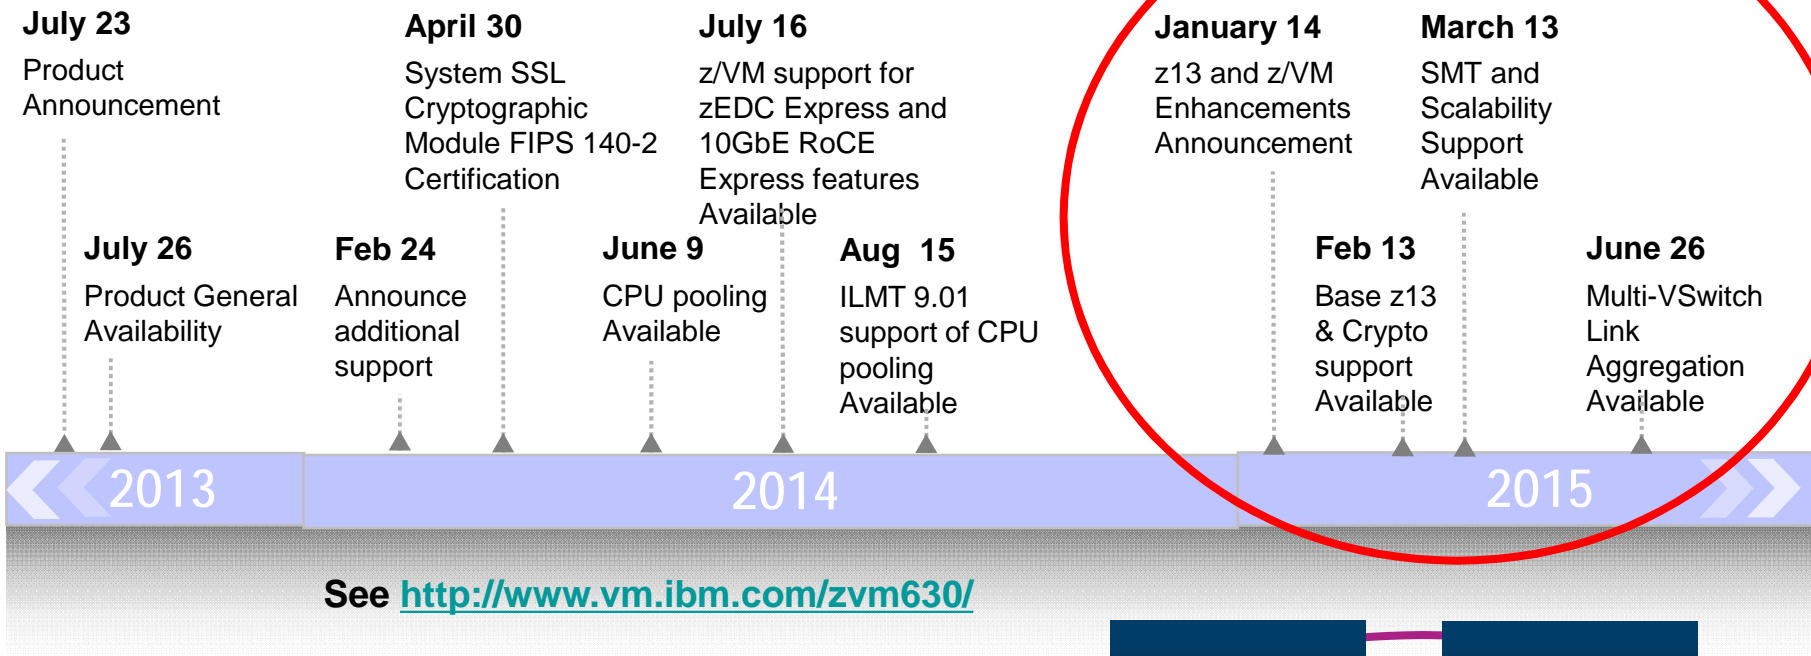 July 23
Product
Announcement
April 30
System SSL
Cryptographic
Module FIPS 140-2
Certification
July 16
z/VM support for
zEDC Express and
10GbE RoCE
Express features
Available
January 14
z13 and z/VM
Enhancements
Announcement
March 13
SMT and
Scalability
Support
Available
July 26
Product General
Availability
Feb 24
Announce
additional
support
June 9
CPU pooling
Available
Aug  15
ILMT 9.01
support of CPU
pooling
Available
Feb 13
Base z13
& Crypto
support
Available
June 26
Multi-VSwitch
Link
Aggregation
Available
2013
2014
2015
See http://www.vm.ibm.com/zvm630/